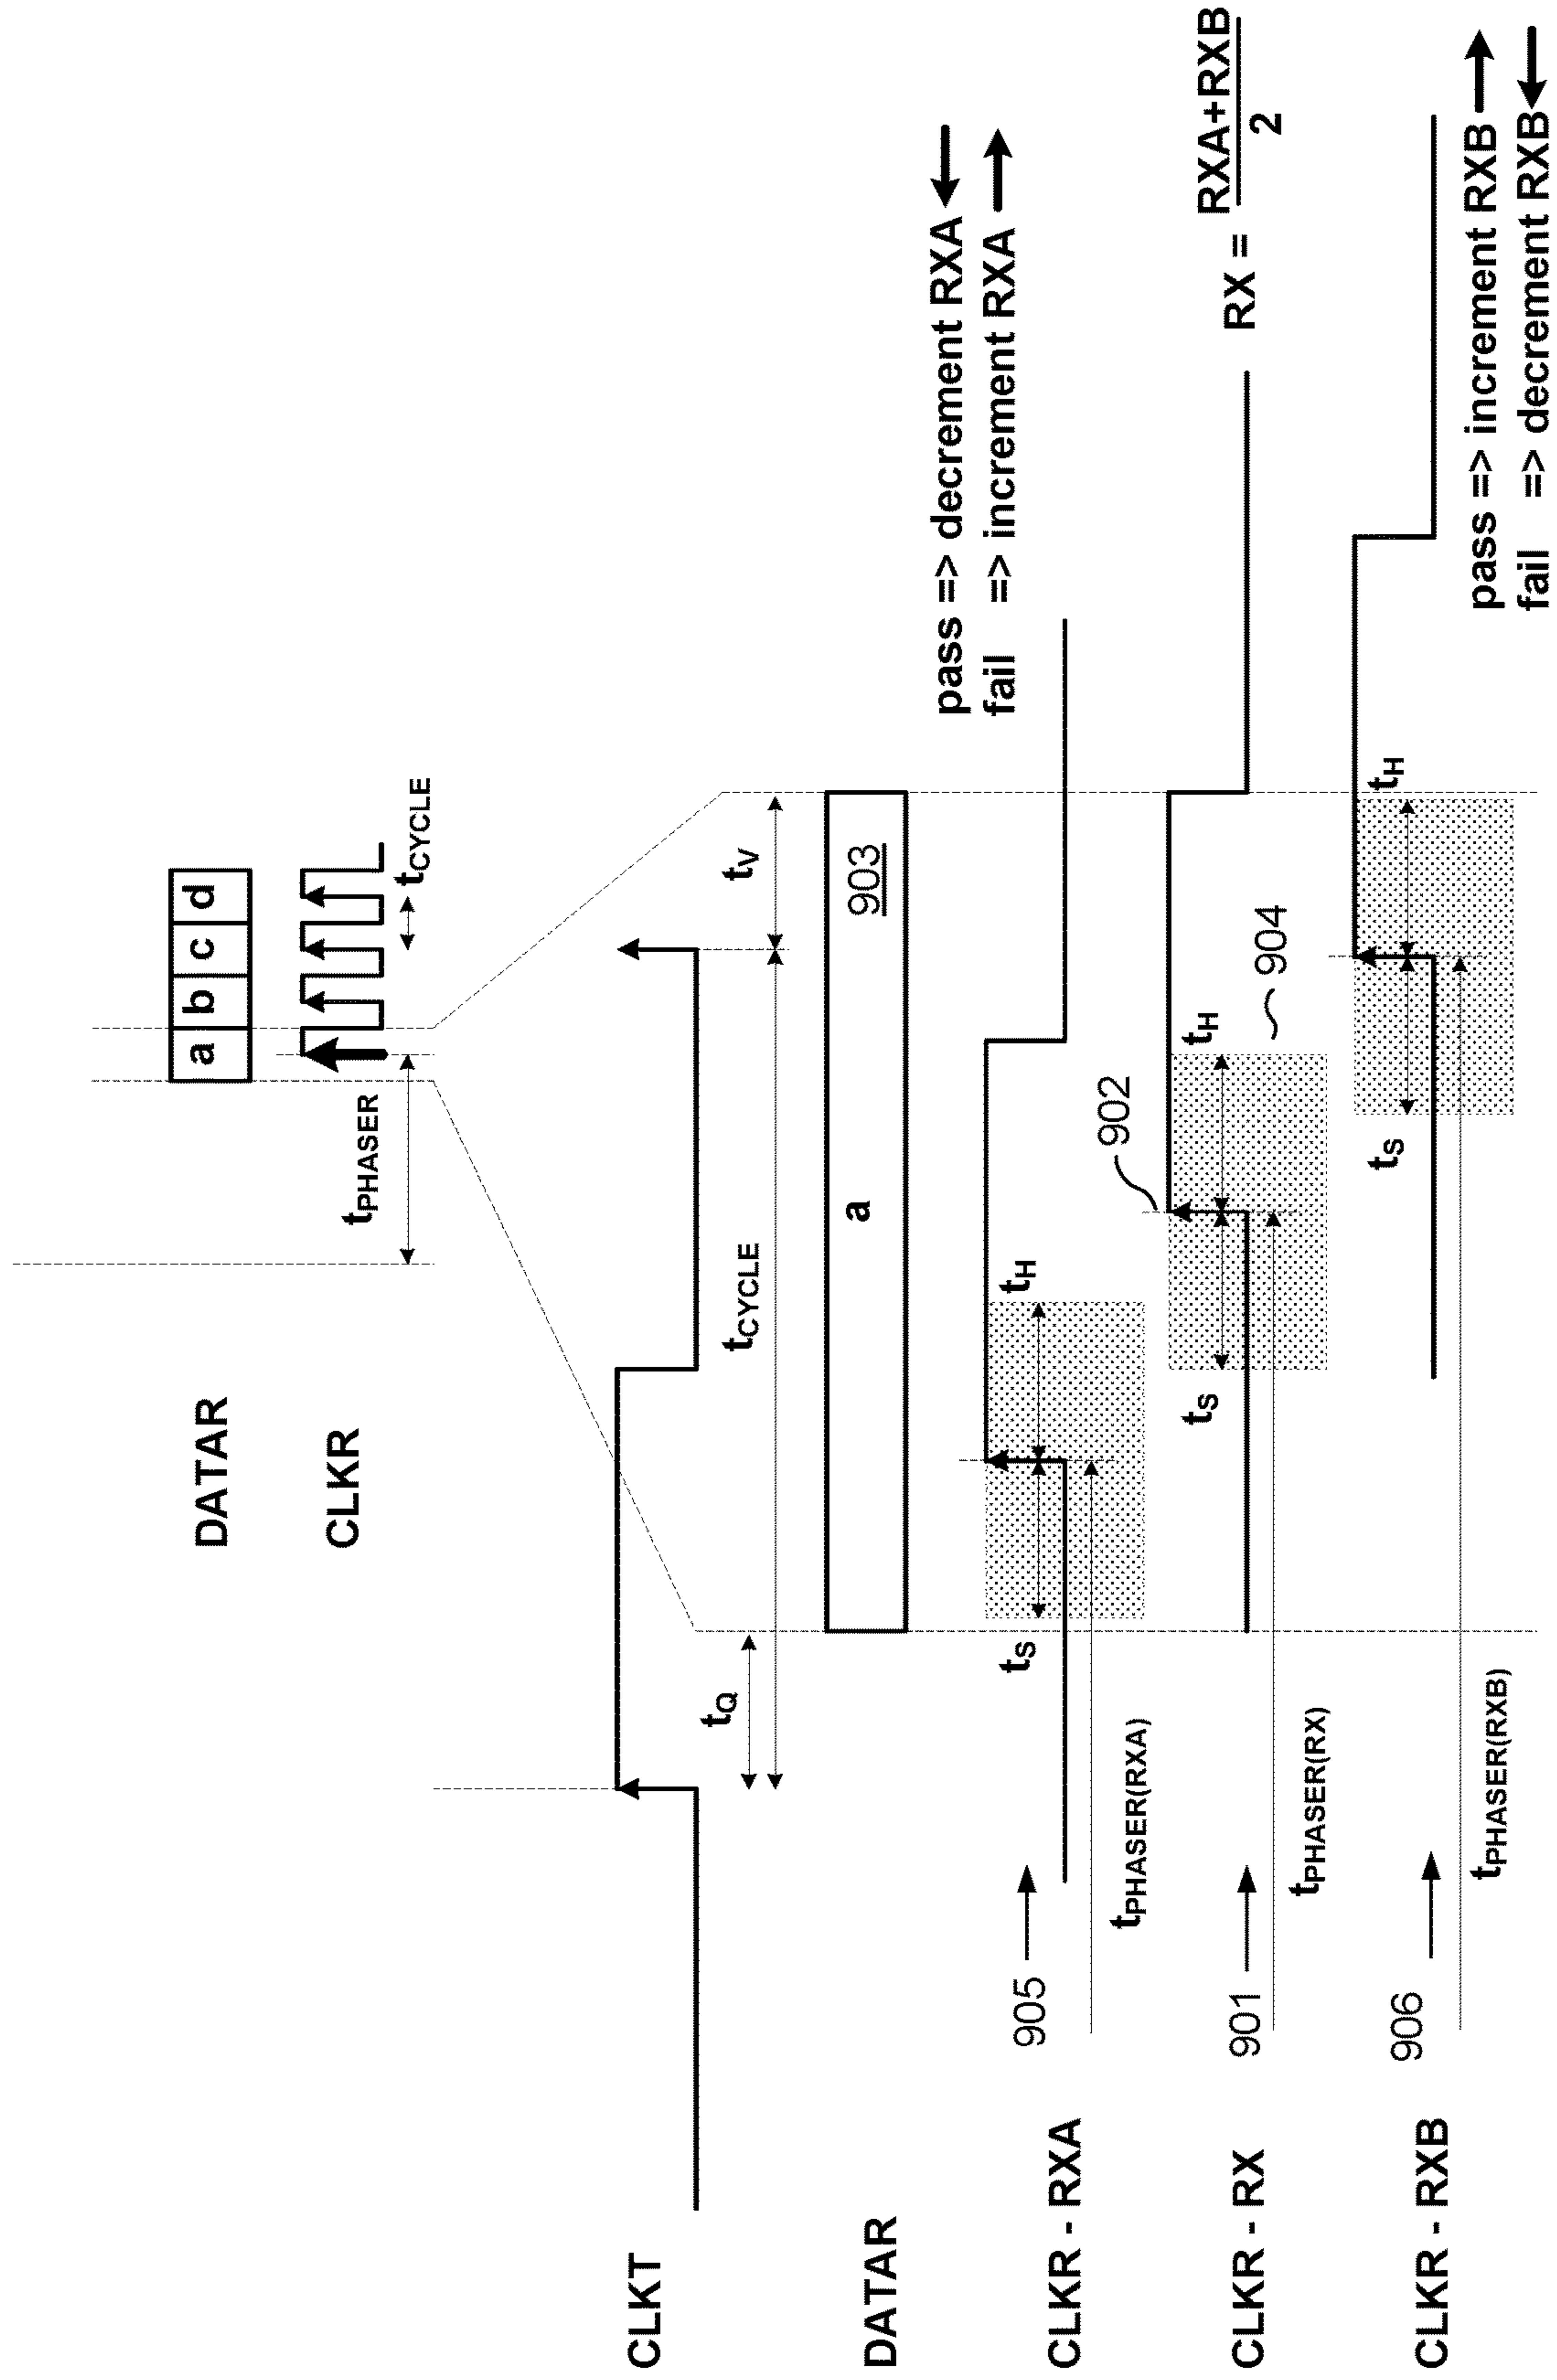 DATAR
a b c d
CLKR
tPHASER
tCYCLE
CLKT
tQ
tCYCLE
tV
DATAR
a
903
pass => decrement RXA
fail => increment RXA
CLKR - RXA
905
tS
tH
tPHASER(RXA)
902
CLKR - RX
901
tS
tH
904
RX = RXA+RXB
2
tPHASER(RX)
CLKR - RXB
906
tS
tH
tPHASER(RXB)
pass => increment RXB
fail => decrement RXB